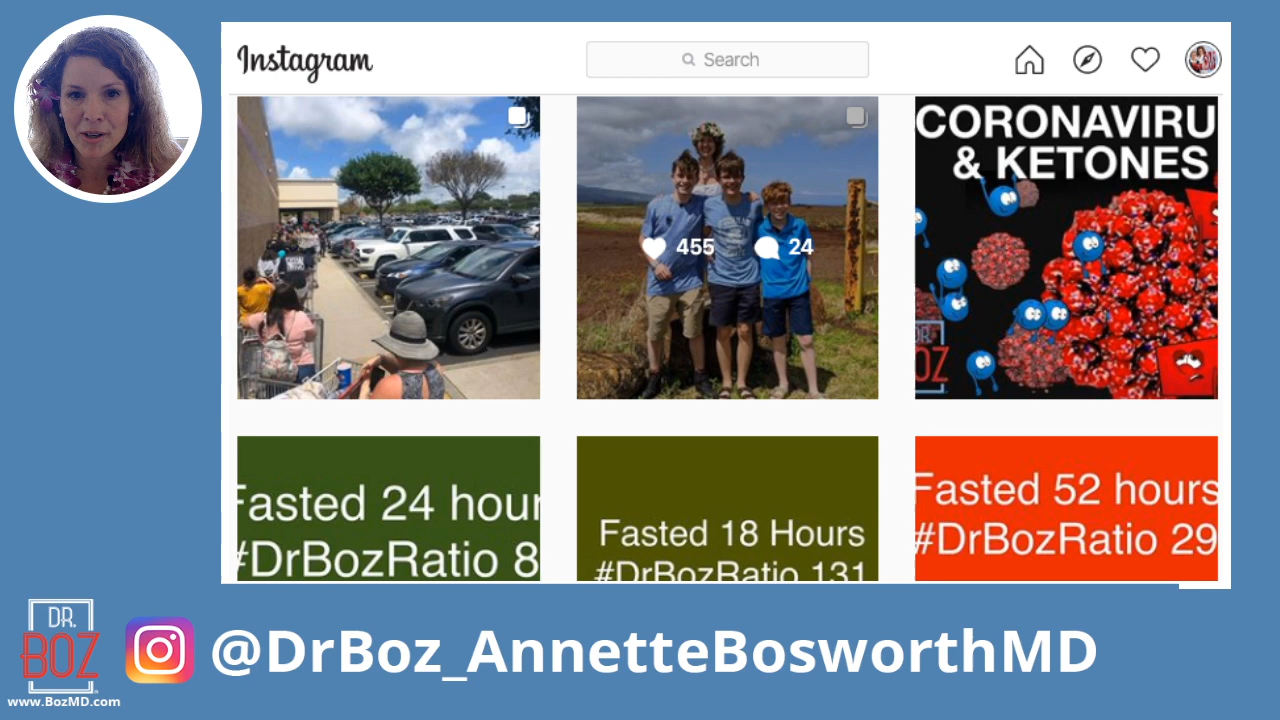 Instagram
Search
CORONAVIRU
& KETONES
455
24
DR.
BOZ
Fasted 24 hour
#DrBozRatio 8
Fasted 18 Hours
#DrBozRatio 131
Fasted 52 hours
#DrBozRatio 29
DR.
BOZ
@DrBoz_AnnetteBosworthMD
www.BozMD.com